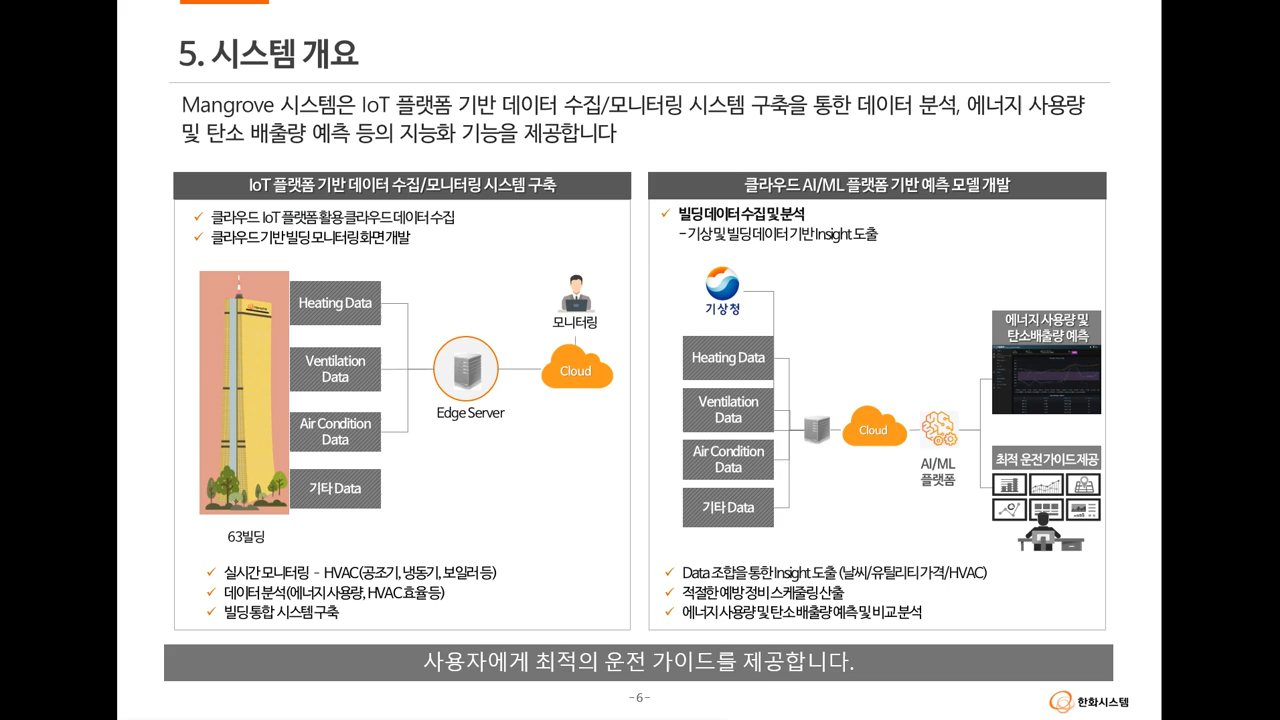 5. 시스템 개요
Mangrove 시스템은 IoT 플랫폼 기반 데이터 수집/모니터링 시스템 구축을 통한 데이터 분석, 에너지 사용량
및 탄소 배출량 예측 등의 지능화 기능을 제공합니다
IoT 플랫폼 기반 데이터 수집/모니터링 시스템 구축
✓ 클라우드 IoT 플랫폼 활용 클라우드 데이터 수집
✓ 클라우드 기반 빌딩 모니터링 화면 개발
Heating Data
Ventilation
Data
Air Condition
Data
기타 Data
63빌딩
Edge Server
모니터링
Cloud
✓ 실시간 모니터링 - HVAC (공조기, 냉동기, 보일러 등)
✓ 데이터 분석 (에너지 사용량, HVAC 효율 등)
✓ 빌딩 통합 시스템 구축
클라우드 AI/ML 플랫폼 기반 예측 모델 개발
✓ 빌딩 데이터 수집 및 분석
- 기상 및 빌딩 데이터 기반 Insight 도출
기상청
Heating Data
Ventilation
Data
Air Condition
Data
기타 Data
Cloud
AI/ML
플랫폼
에너지 사용량 및
탄소배출량 예측
최적 운전 가이드 제공
✓ Data 조합을 통한 Insight 도출 (날씨/유틸리티 가격/HVAC)
✓ 적절한 예방 정비 스케줄링 산출
✓ 에너지 사용량 및 탄소 배출량 예측 및 비교 분석
사용자에게 최적의 운전 가이드를 제공합니다.
-6-
한화시스템